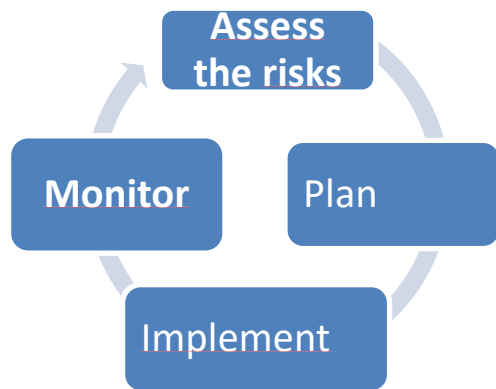 Assess
the risks
Plan
Implement
Monitor